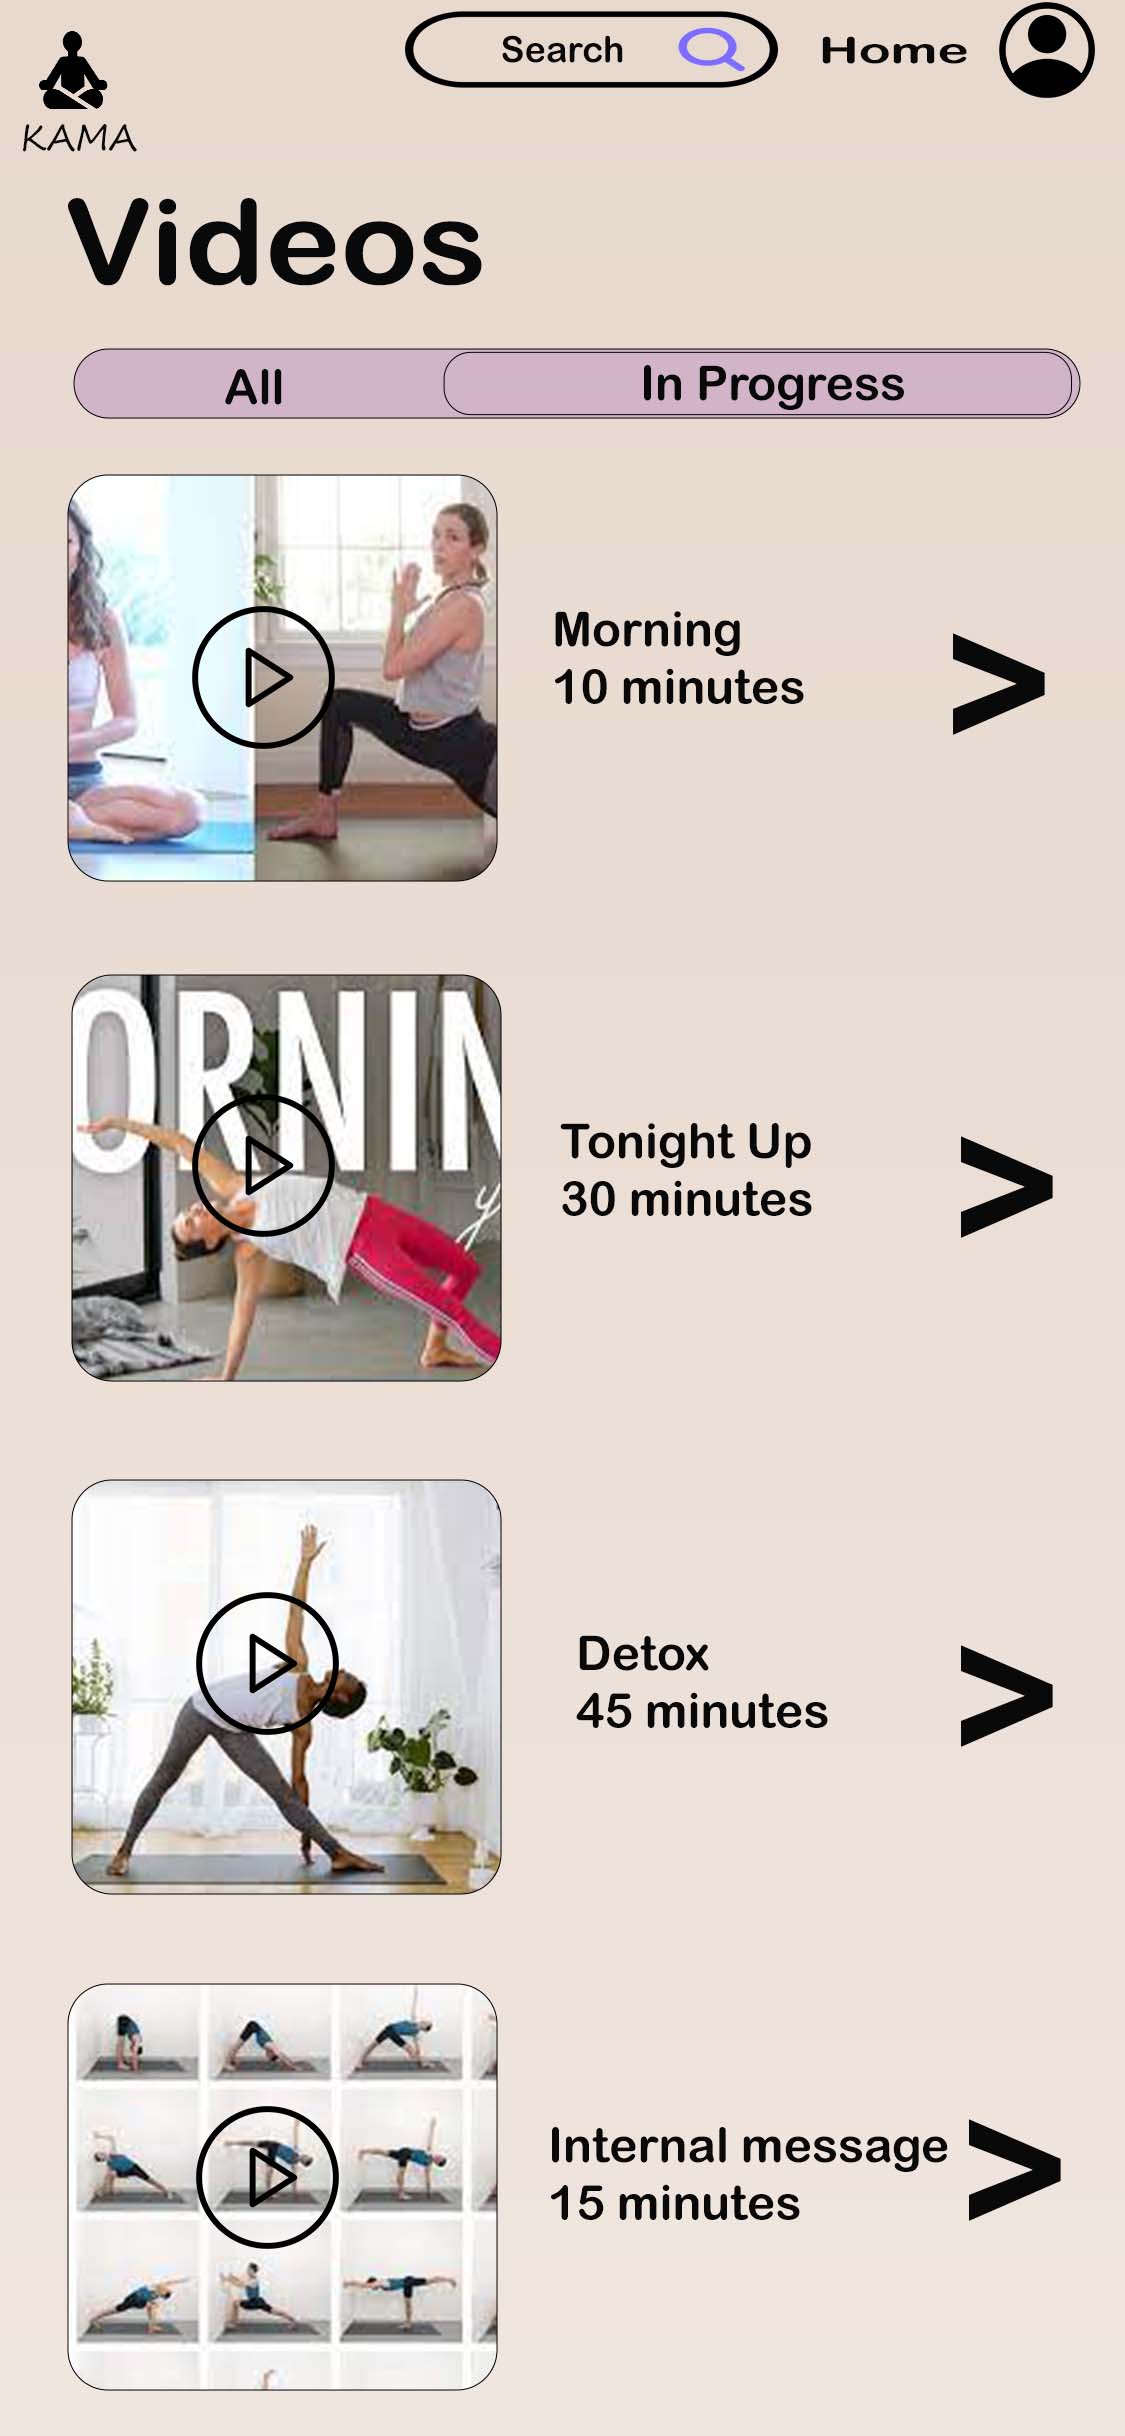 KAMA
Search
Home
Videos
All
In Progress
Morning
10 minutes
ORNIN
y
Tonight Up
30 minutes
Detox
45 minutes
Internal message
15 minutes